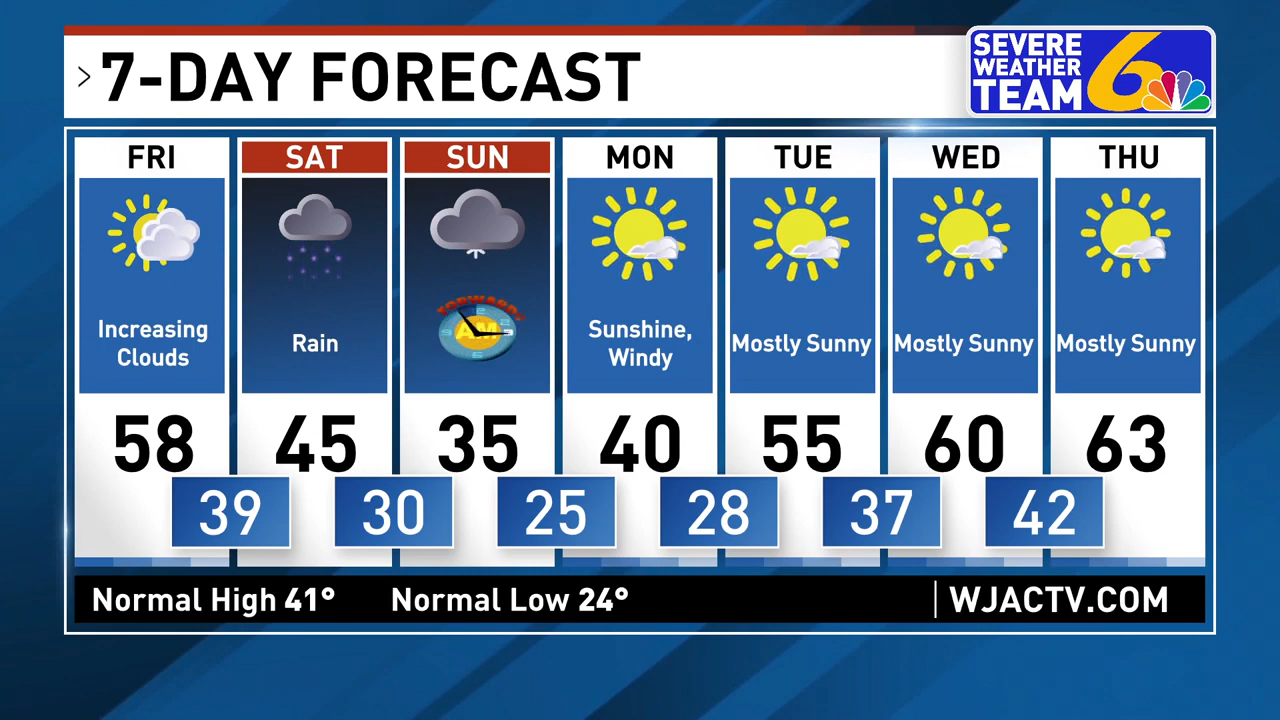 > 7-DAY FORECAST
SEVERE
WEATHER
TEAM 6
FRI SAT SUN MON TUE WED THU
FORWARD!
AM
Increasing
Clouds
Rain
Sunshine,
Windy
Mostly Sunny
Mostly Sunny
Mostly Sunny
58 45 35 40 55 60 63
39 30 25 28 37 42
Normal High 41° Normal Low 24° WJACTV.COM